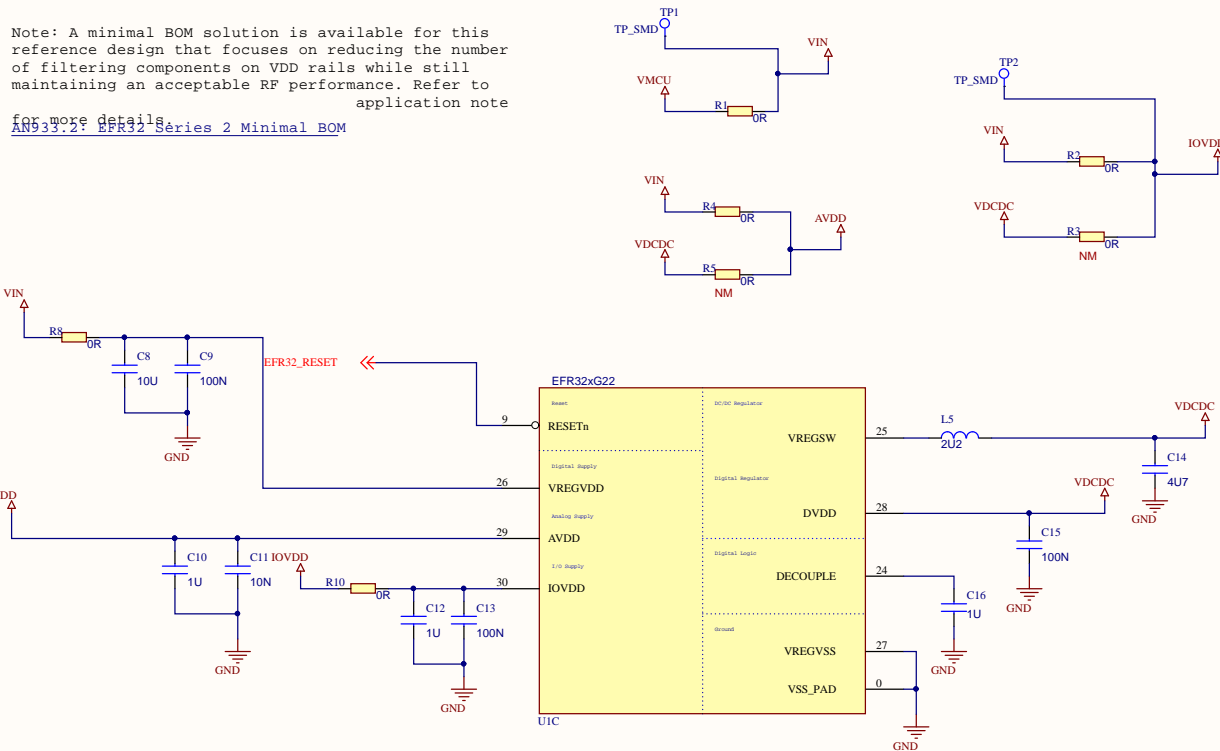 Note: A minimal BOM solution is available for this
reference design that focuses on reducing the number
of filtering components on VDD rails while still
maintaining an acceptable RF performance. Refer to
application note
for more details.
AN933.2: EFR32 Series 2 Minimal BOM
TP1
TP_SMD
VIN
VMCU
R1
0R
TP2
TP_SMD
VIN
IOVDD
R2
0R
VDCDC
R3
0R
NM
VIN
R4
0R
AVDD
VDCDC
R5
0R
NM
VIN
R8
0R
C8
10U
C9
100N
GND
EFR32_RESET
EFR32xG22
Reset
DC/DC Regulator
9
RESETn
VREGSW
25
L5
2U2
VDCDC
C14
4U7
GND
Digital Supply
Digital Regulator
26
VREGVDD
DVDD
28
VDCDC
C15
100N
GND
DD
Analog Supply
29
AVDD
C10
1U
C11
10N
GND
IOVDD
R10
0R
I/O Supply
30
IOVDD
C12
1U
C13
100N
GND
Digital Logic
DECOUPLE
24
C16
1U
GND
Ground
VREGVSS
27
VSS_PAD
0
GND
U1C